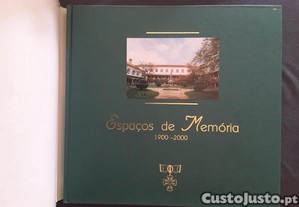 Espaços de Memória
1900 -2000
CustoJusto.pt